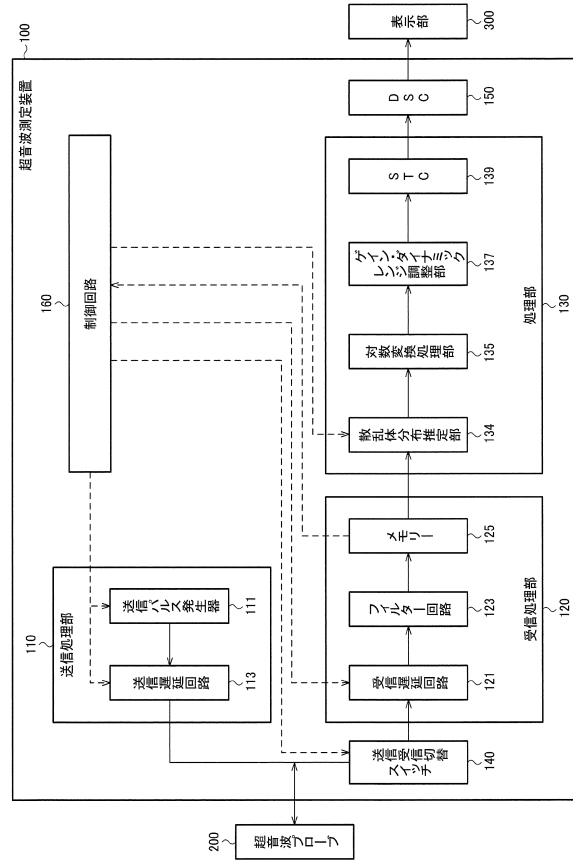 超音波測定装置
100
160
制御回路
110
送信処理部
送信パルス発生器
111
送信遅延回路
113
200
超音波プローブ
送信受信切替
スイッチ
140
受信遅延回路
121
フィルター回路
123
メモリー
125
受信処理部
120
散乱体分布推定部
134
対数変換処理部
135
ゲイン・ダイナミック
レンジ調整部
137
STC
139
処理部
130
DSC
150
表示部
300